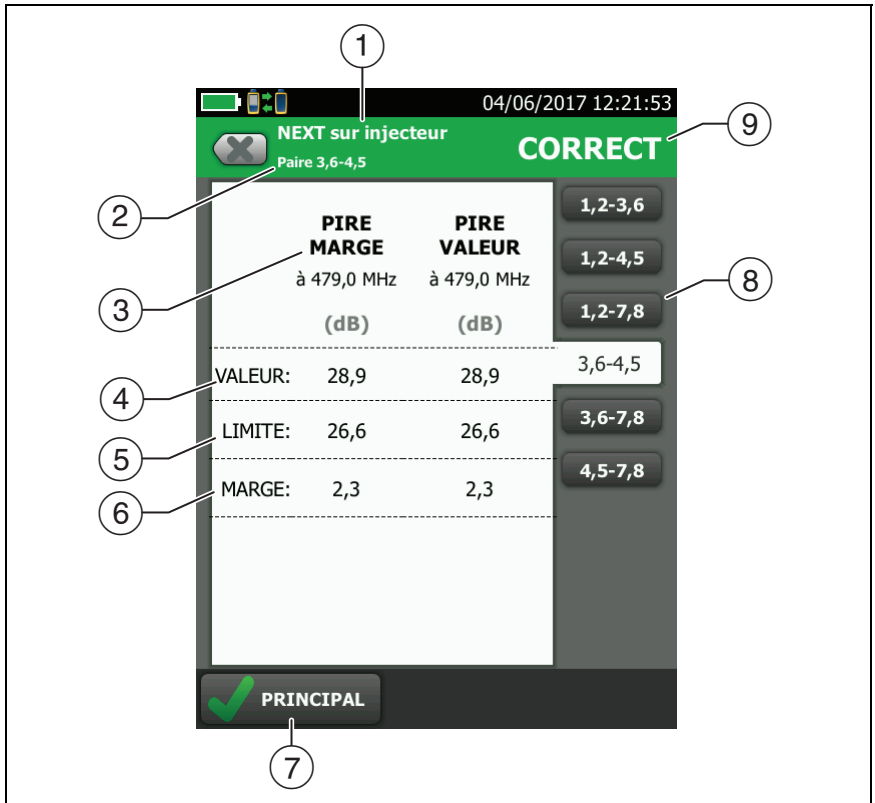 1
04/06/2017 12:21:53
NEXT sur injecteur
Paire 3,6-4,5
CORRECT
9
2
PIRE MARGE
à 479,0 MHz
(dB)
PIRE VALEUR
à 479,0 MHz
(dB)
3
1,2-3,6
1,2-4,5
1,2-7,8
3,6-4,5
3,6-7,8
4,5-7,8
8
VALEUR: 28,9 28,9
4
LIMITE: 26,6 26,6
5
MARGE: 2,3 2,3
6
PRINCIPAL
7